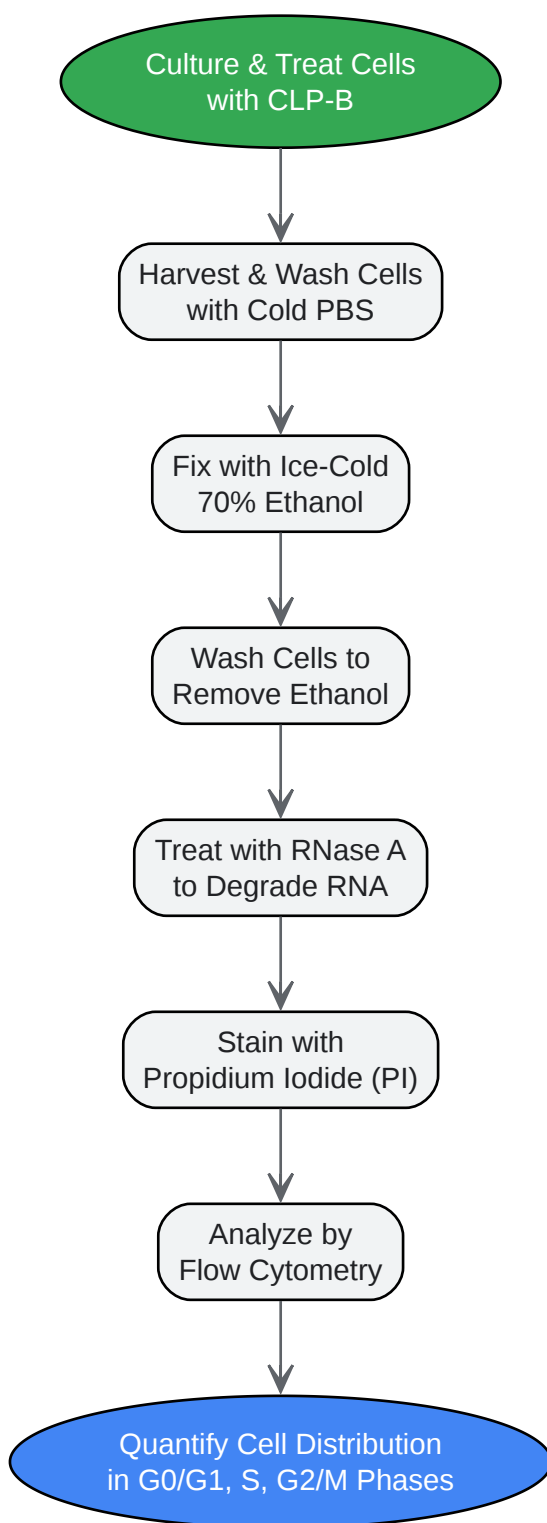 Culture & Treat Cells
with CLP-B
Harvest & Wash Cells
with Cold PBS
Fix with Ice-Cold
70% Ethanol
Wash Cells to
Remove Ethanol
Treat with RNase A
to Degrade RNA
Stain with
Propidium Iodide (PI)
Analyze by
Flow Cytometry
Quantify Cell Distribution
in G0/G1, S, G2/M Phases